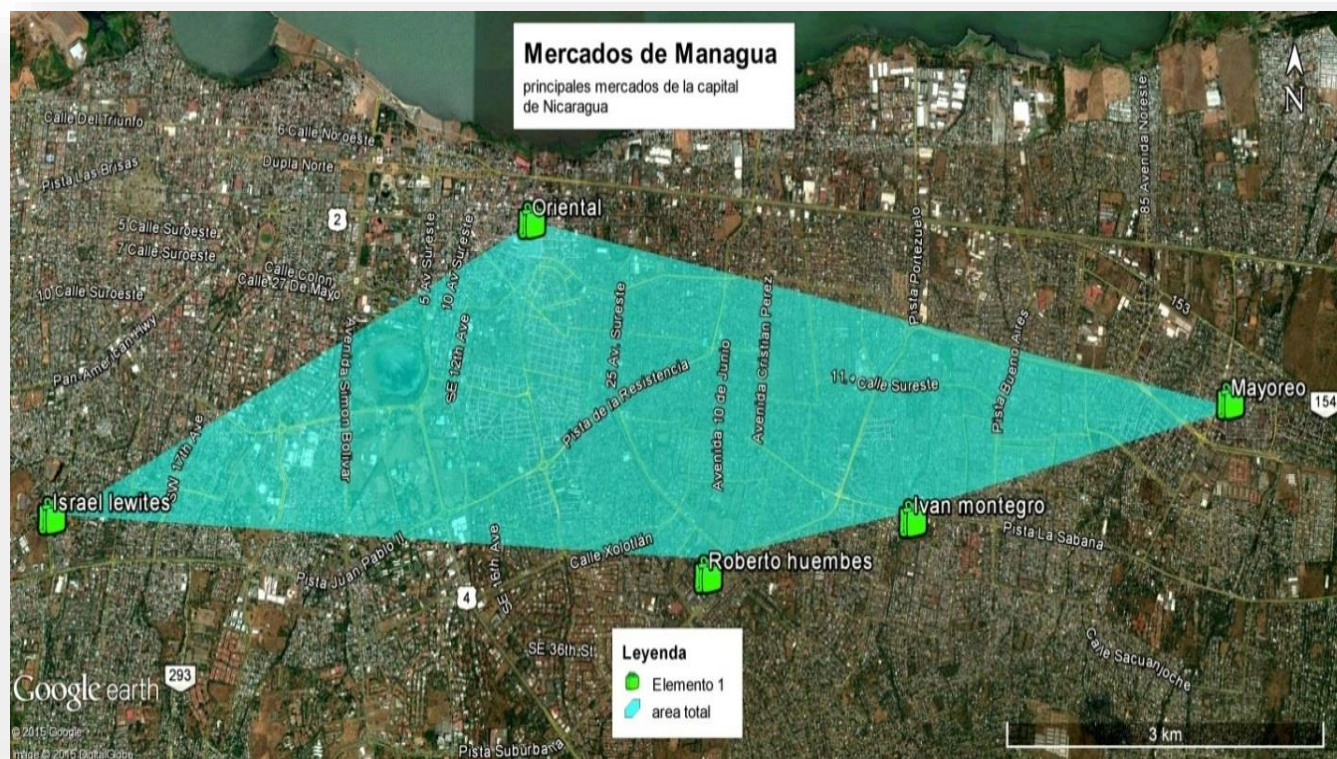 Mercados de Managua
principales mercados de la capital
de Nicaragua
N
Calle Del Triunfo
6 Calle Noroeste
Dupla Norte
Pista Las Brisas
85 Avenida Noreste
2
Oriental
5 Calle Suroeste
7 Calle Suroeste
5 Av Sureste
10 Av Sureste
Pista Portezuelo
Calle Colon
Calle 27 De Mayo
10 Calle Suroeste
153
Pan-American Hwy
Avenida Simon Bolivar
SE 12th Ave
25 Av. Sureste
Avenida Cristian Perez
Pista Bueno Aires
Pista de la Resistencia
Avenida 10 de Junio
11.ª Calle Sureste
Mayoreo
154
SW 17th Ave
Israel lewites
Ivan montegro
Pista La Sabana
Pista Juan Pablo II
SE 16th Ave
Calle Xolotlán
Roberto huembes
4
SE 36th St
Calle Sacuanjoche
293
Leyenda
Elemento 1
area total
Google earth
© 2015 Google
Image © 2015 DigitalGlobe
Pista Suburbana
3 km